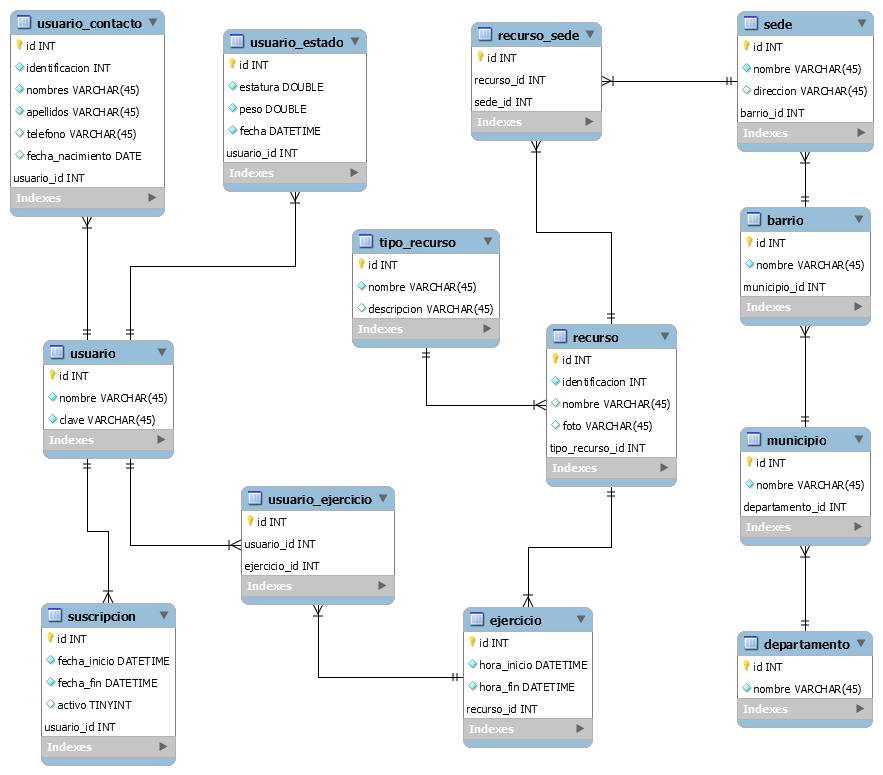 usuario_contacto
id INT
identificacion INT
nombres VARCHAR(45)
apellidos VARCHAR(45)
telefono VARCHAR(45)
fecha_nacimiento DATE
usuario_id INT
Indexes
usuario_estado
id INT
estatura DOUBLE
peso DOUBLE
fecha DATETIME
usuario_id INT
Indexes
recurso_sede
id INT
recurso_id INT
sede_id INT
Indexes
sede
id INT
nombre VARCHAR(45)
direccion VARCHAR(45)
barrio_id INT
Indexes
tipo_recurso
id INT
nombre VARCHAR(45)
descripcion VARCHAR(45)
Indexes
barrio
id INT
nombre VARCHAR(45)
municipio_id INT
Indexes
usuario
id INT
nombre VARCHAR(45)
clave VARCHAR(45)
Indexes
recurso
id INT
identificacion INT
nombre VARCHAR(45)
foto VARCHAR(45)
tipo_recurso_id INT
Indexes
municipio
id INT
nombre VARCHAR(45)
departamento_id INT
Indexes
usuario_ejercicio
id INT
usuario_id INT
ejercicio_id INT
Indexes
suscripcion
id INT
fecha_inicio DATETIME
fecha_fin DATETIME
activo TINYINT
usuario_id INT
Indexes
ejercicio
id INT
hora_inicio DATETIME
hora_fin DATETIME
recurso_id INT
Indexes
departamento
id INT
nombre VARCHAR(45)
Indexes